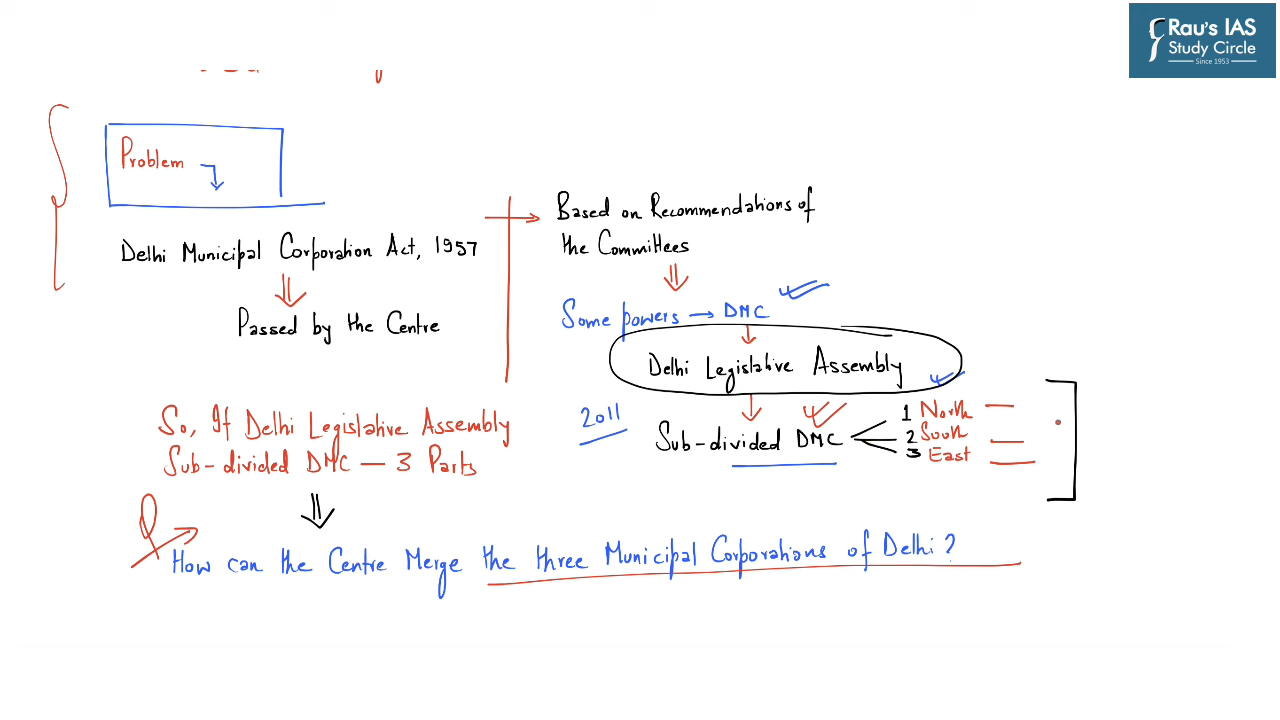 Rau's IAS
Study Circle
Since 1953
Problem
Delhi Municipal Corporation Act, 1957
Passed by the Centre
Based on Recommendations of
the Committees
Some powers → DMC
Delhi Legislative Assembly
2011
Sub-divided DMC
1 North
2 South
3 East
So, If Delhi Legislative Assembly
Sub-divided DMC — 3 Parts
How can the Centre Merge the three Municipal Corporations of Delhi?